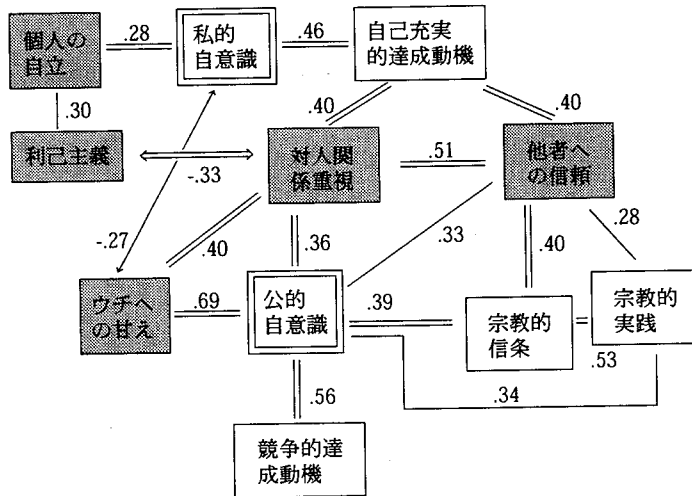 個人の
自立
.28
私的
自意識
.46
自己充実
的達成動機
.30
.40
.40
利己主義
対人関
係重視
.51
他者へ
の信頼
-.33
-.27
.40
.36
.33
.40
.28
ウチへ
の甘え
.69
公的
自意識
.39
宗教的
信条
宗教的
実践
.53
.34
.56
競争的達
成動機